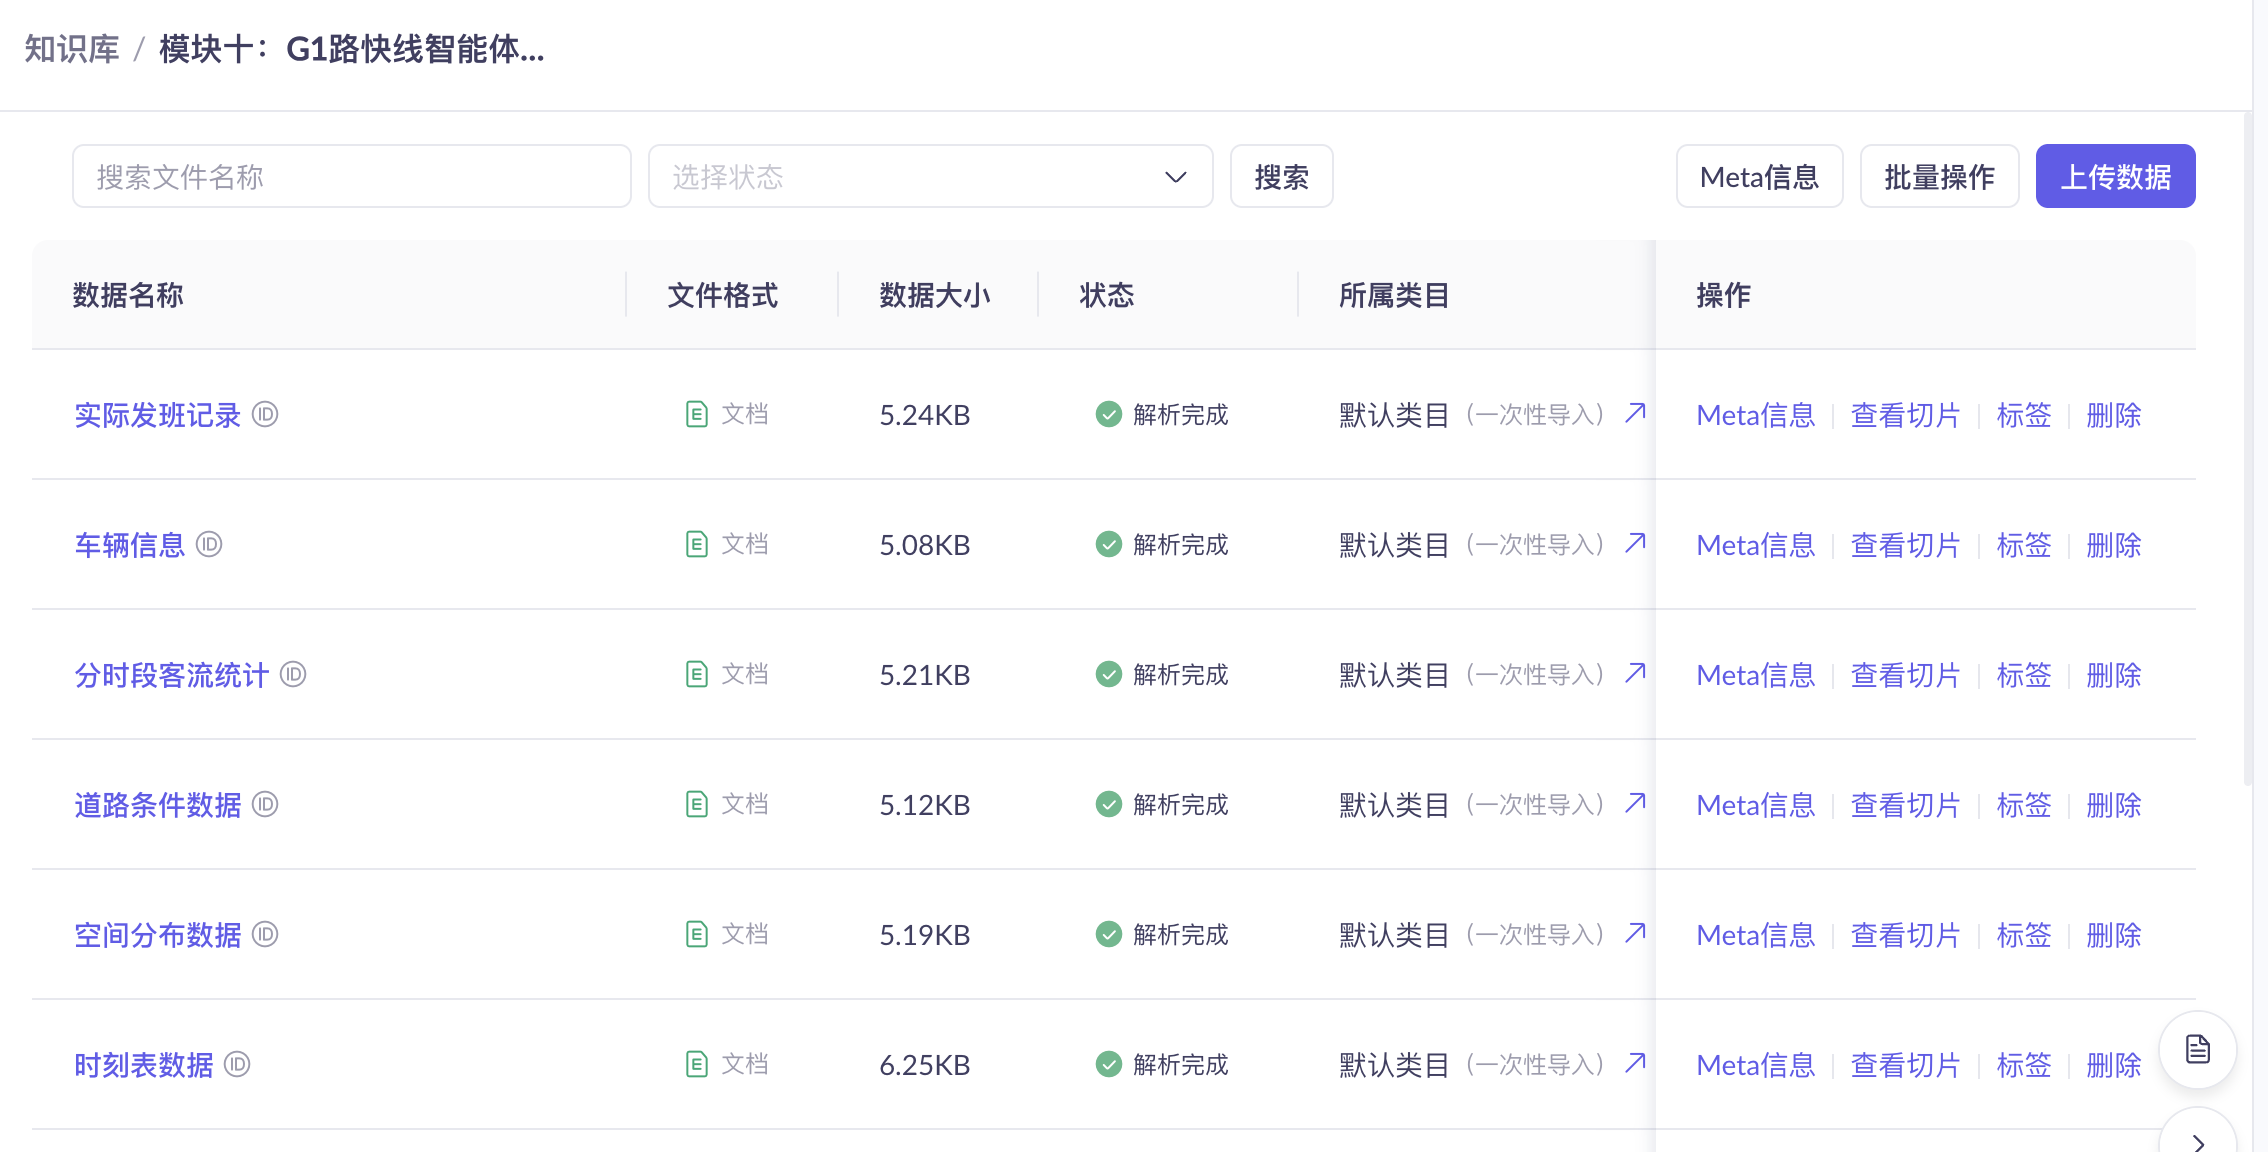 知识库 / 模块十：G1路快线智能体...
搜索文件名称 选择状态 搜索 Meta信息 批量操作 上传数据
数据名称 文件格式 数据大小 状态 所属类目 操作
实际发班记录 ID E 文档 5.24KB 解析完成 默认类目 （一次性导入） Meta信息 查看切片 标签 删除
车辆信息 ID E 文档 5.08KB 解析完成 默认类目 （一次性导入） Meta信息 查看切片 标签 删除
分时段客流统计 ID E 文档 5.21KB 解析完成 默认类目 （一次性导入） Meta信息 查看切片 标签 删除
道路条件数据 ID E 文档 5.12KB 解析完成 默认类目 （一次性导入） Meta信息 查看切片 标签 删除
空间分布数据 ID E 文档 5.19KB 解析完成 默认类目 （一次性导入） Meta信息 查看切片 标签 删除
时刻表数据 ID E 文档 6.25KB 解析完成 默认类目 （一次性导入） Meta信息 查看切片 标签 删除